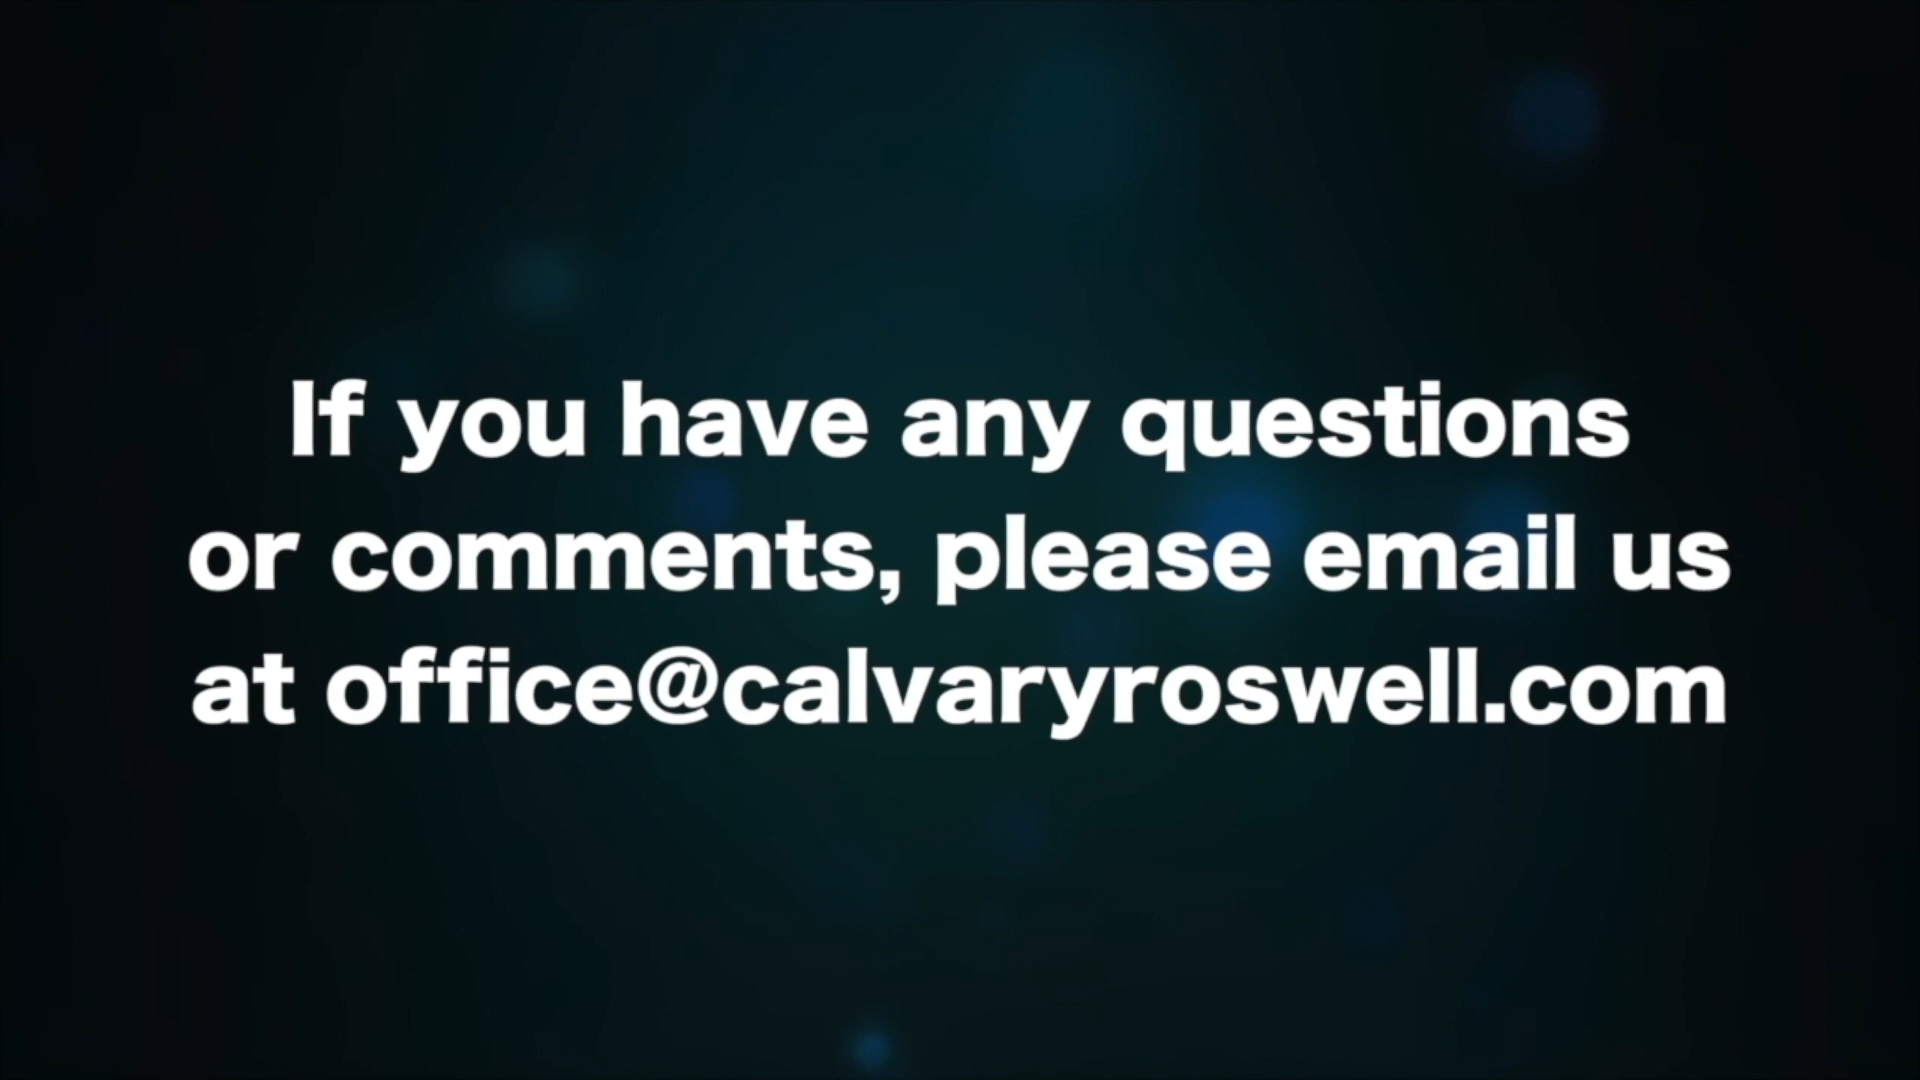 If you have any questions
or comments, please email us
at office@calvaryroswell.com